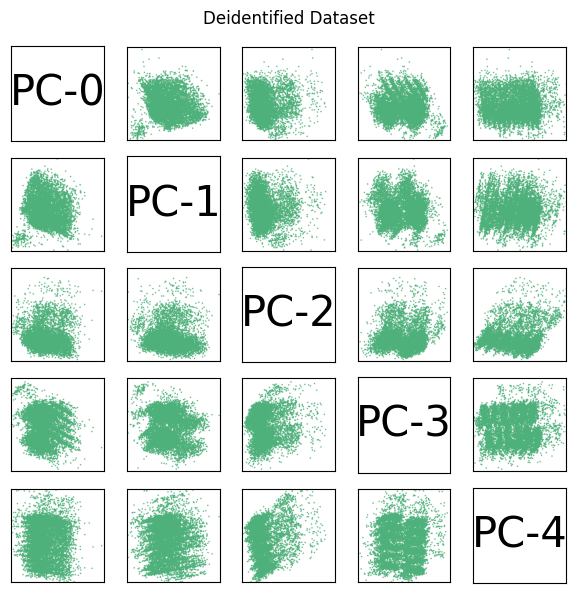 Deidentified Dataset
PC-0
PC-1
PC-2
PC-3
PC-4